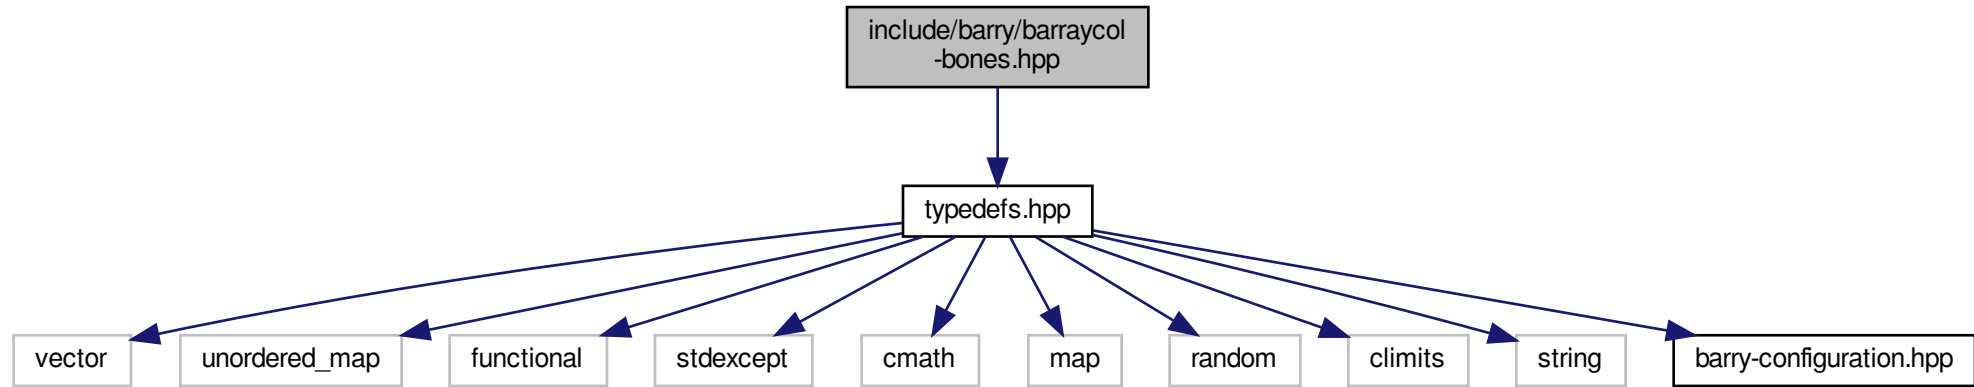 include/barry/barraycol
-bones.hpp
typedefs.hpp
vector
unordered_map
functional
stdexcept
cmath
map
random
climits
string
barry-configuration.hpp